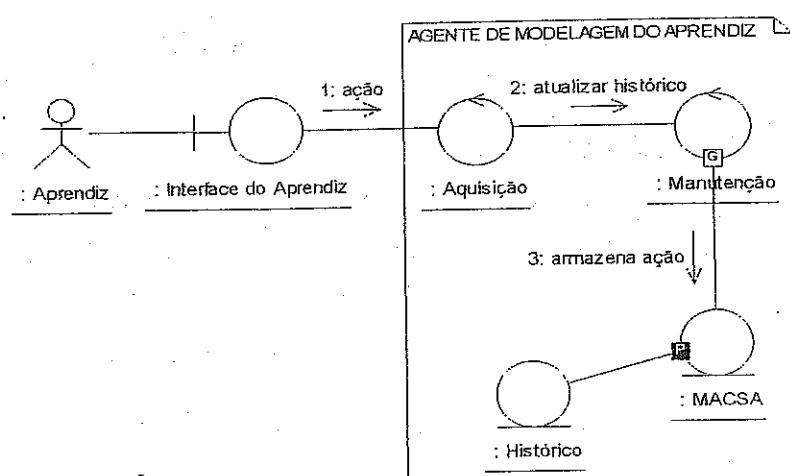 AGENTE DE MODELAGEM DO APRENDIZ
1: ação
2: atualizar histórico
: Aprendiz
: Interface do Aprendiz
: Aquisição
G
: Manutenção
3: armazena ação
F
: MACSA
: Histórico